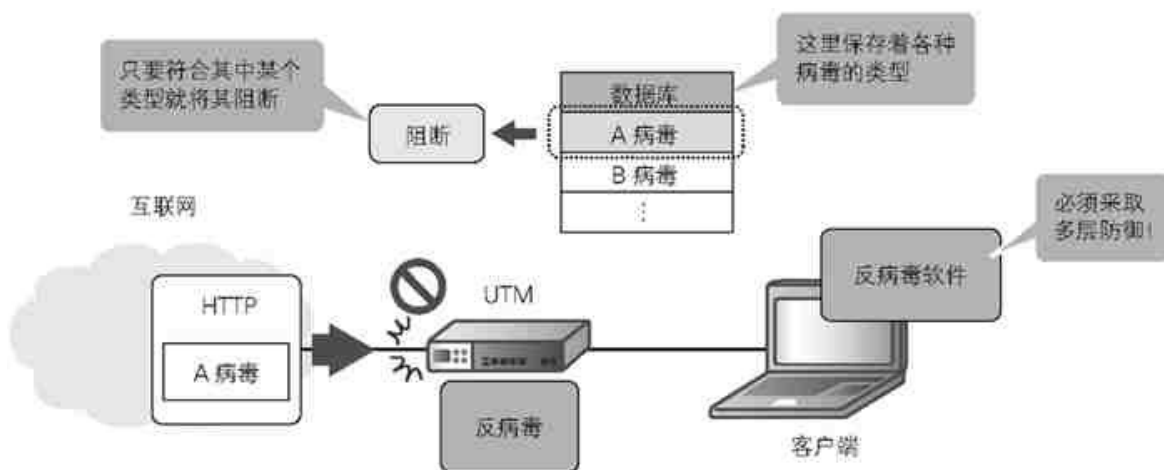 只要符合其中某个
类型就将其阻断
阻断
这里保存着各种
病毒的类型
数据库
A 病毒
B 病毒
⋮
互联网
HTTP
A 病毒
UTM
反病毒
必须采取
多层防御!
反病毒软件
客户端